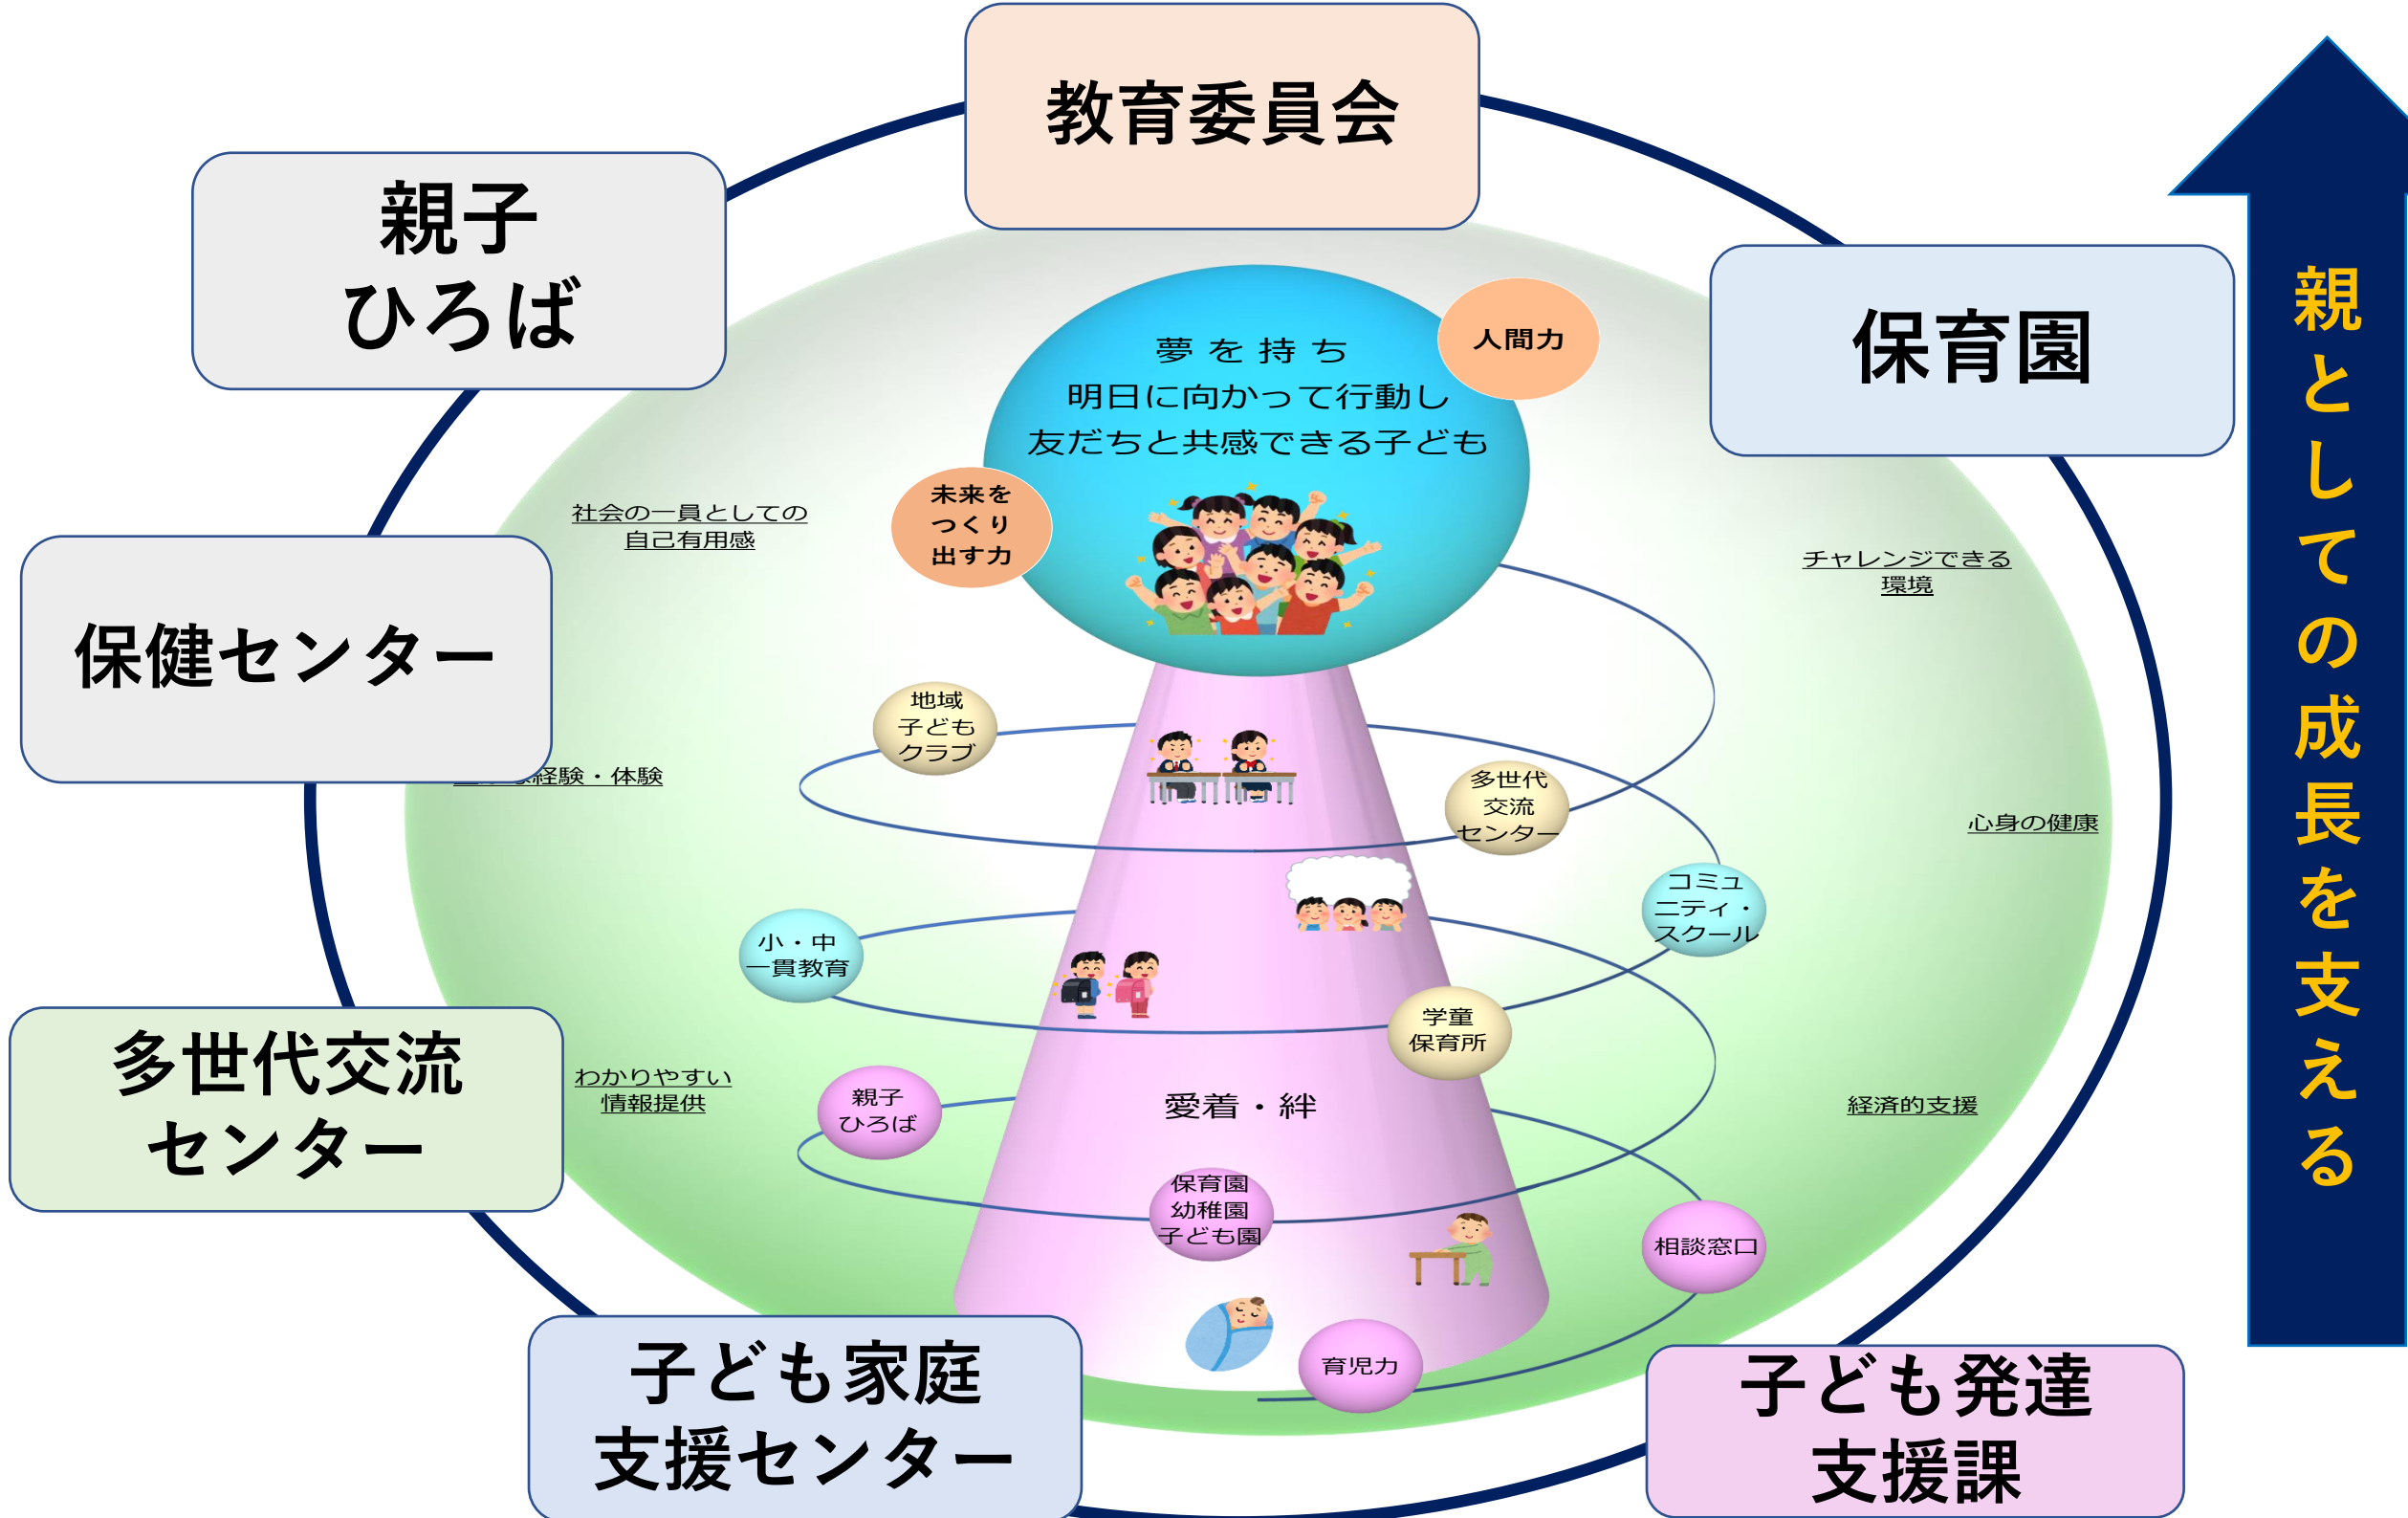 教育委員会
親子
ひろば
保育園
保健センター
多世代交流
センター
子ども家庭
支援センター
子ども発達
支援課
親としての成長を支える
夢を持ち
明日に向かって行動し
友だちと共感できる子ども
人間力
未来を
つくり
出す力
社会の一員としての
自己有用感
チャレンジできる
環境
経験・体験
心身の健康
わかりやすい
情報提供
経済的支援
地域
子ども
クラブ
多世代
交流
センター
コミュ
ニティ・
スクール
小・中
一貫教育
学童
保育所
親子
ひろば
愛着・絆
保育園
幼稚園
子ども園
相談窓口
育児力